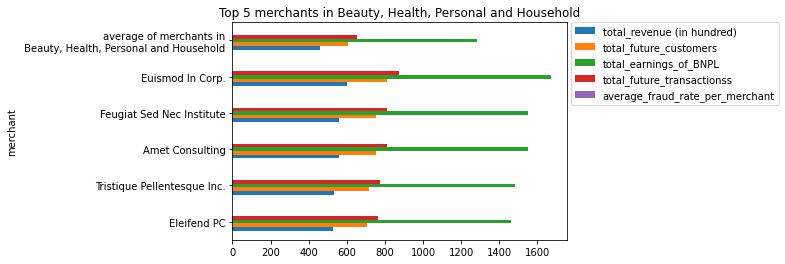 Top 5 merchants in Beauty, Health, Personal and Household
average of merchants in
Beauty, Health, Personal and Household
Euismod In Corp.
Feugiat Sed Nec Institute
Amet Consulting
Tristique Pellentesque Inc.
Eleifend PC
merchant
0 200 400 600 800 1000 1200 1400 1600
total_revenue (in hundred)
total_future_customers
total_earnings_of_BNPL
total_future_transactionss
average_fraud_rate_per_merchant